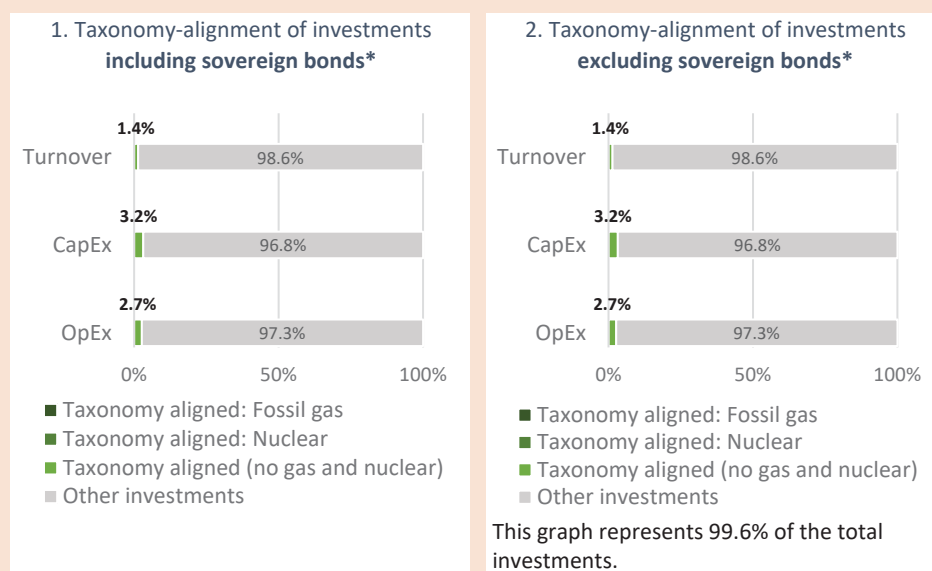 1. Taxonomy-alignment of investments
including sovereign bonds*
1.4%
Turnover
98.6%
3.2%
CapEx
96.8%
2.7%
OpEx
97.3%
0%
50%
100%
Taxonomy aligned: Fossil gas
Taxonomy aligned: Nuclear
Taxonomy aligned (no gas and nuclear)
Other investments
2. Taxonomy-alignment of investments
excluding sovereign bonds*
1.4%
Turnover
98.6%
3.2%
CapEx
96.8%
2.7%
OpEx
97.3%
0%
50%
100%
Taxonomy aligned: Fossil gas
Taxonomy aligned: Nuclear
Taxonomy aligned (no gas and nuclear)
Other investments
This graph represents 99.6% of the total
investments.